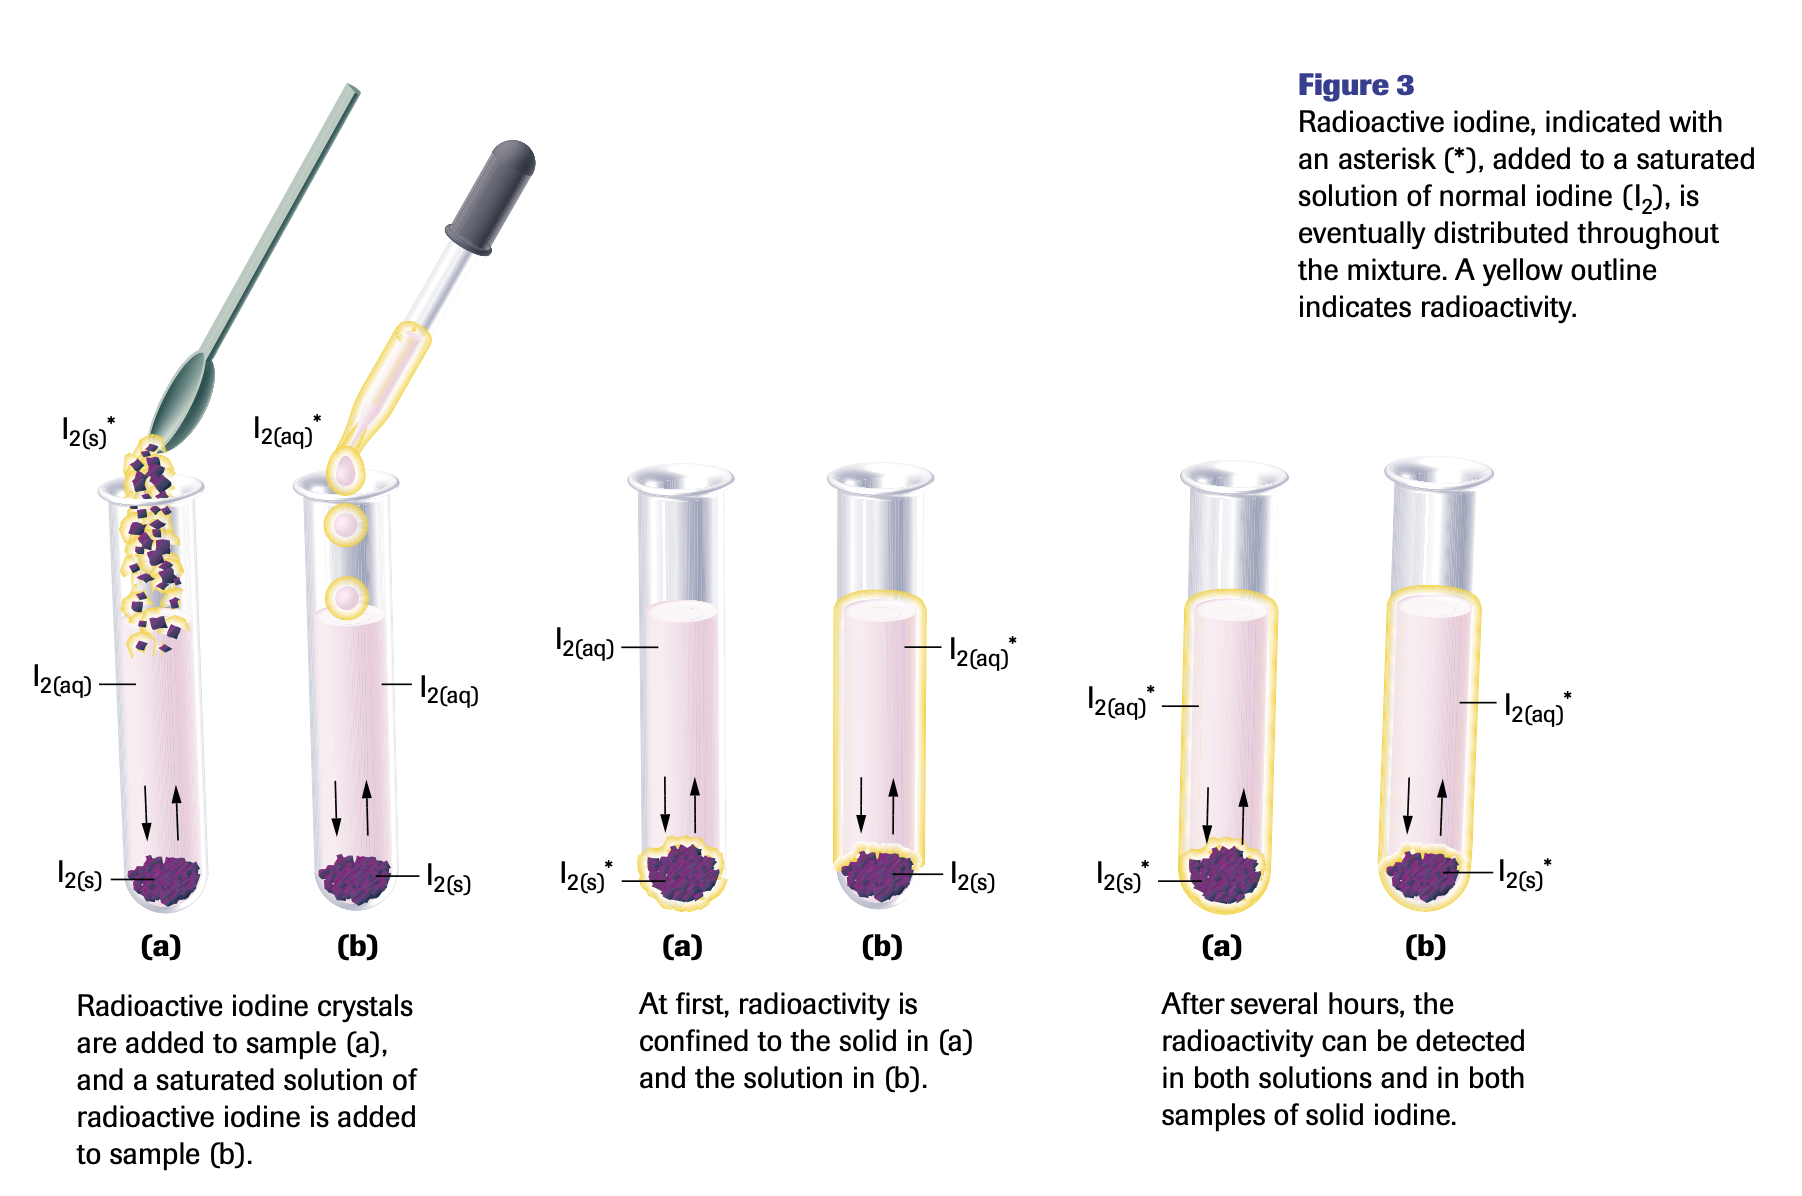 Figure 3
Radioactive iodine, indicated with
an asterisk (*), added to a saturated
solution of normal iodine (I₂), is
eventually distributed throughout
the mixture. A yellow outline
indicates radioactivity.
I₂₍ₛ₎*
I₂(aq)*
I₂(aq)
I₂(aq)
I₂(s)
I₂(s)
(a)
(b)
Radioactive iodine crystals
are added to sample (a),
and a saturated solution of
radioactive iodine is added
to sample (b).
I₂(aq)
I₂(aq)*
I₂(s)*
I₂(s)
(a)
(b)
At first, radioactivity is
confined to the solid in (a)
and the solution in (b).
I₂(aq)*
I₂(aq)*
I₂(s)*
I₂(s)*
(a)
(b)
After several hours, the
radioactivity can be detected
in both solutions and in both
samples of solid iodine.